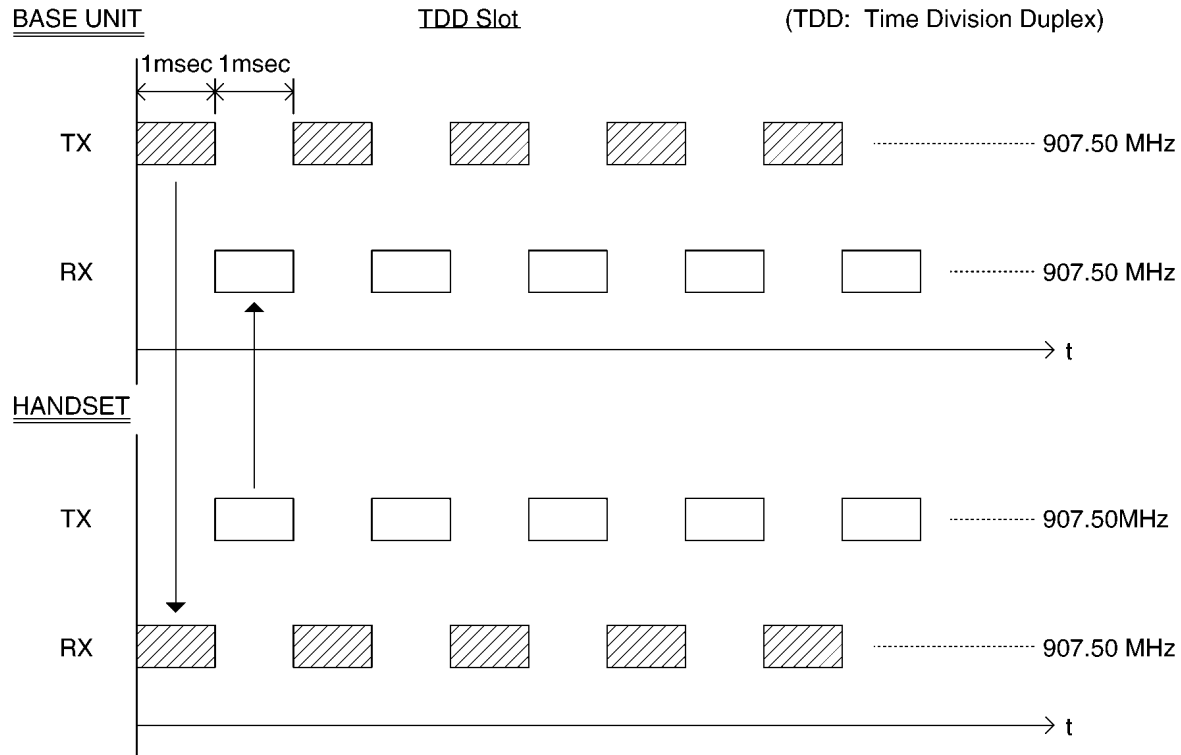 BASE UNIT TDD Slot (TDD: Time Division Duplex)
1msec 1msec
TX 907.50 MHz
RX 907.50 MHz
t
HANDSET
TX 907.50MHz
RX 907.50 MHz
t